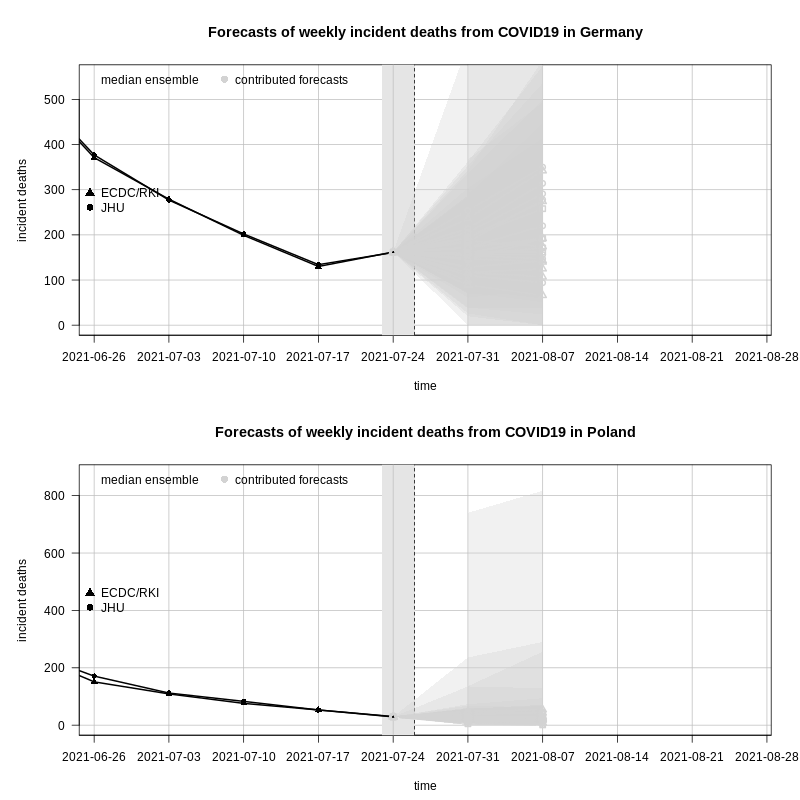 Forecasts of weekly incident deaths from COVID19 in Germany
median ensemble contributed forecasts
500
400
300
200
100
0
incident deaths
ECDC/RKI
JHU
2021-06-26 2021-07-03 2021-07-10 2021-07-17 2021-07-24 2021-07-31 2021-08-07 2021-08-14 2021-08-21 2021-08-28
time
Forecasts of weekly incident deaths from COVID19 in Poland
median ensemble contributed forecasts
800
600
400
200
0
incident deaths
ECDC/RKI
JHU
2021-06-26 2021-07-03 2021-07-10 2021-07-17 2021-07-24 2021-07-31 2021-08-07 2021-08-14 2021-08-21 2021-08-28
time